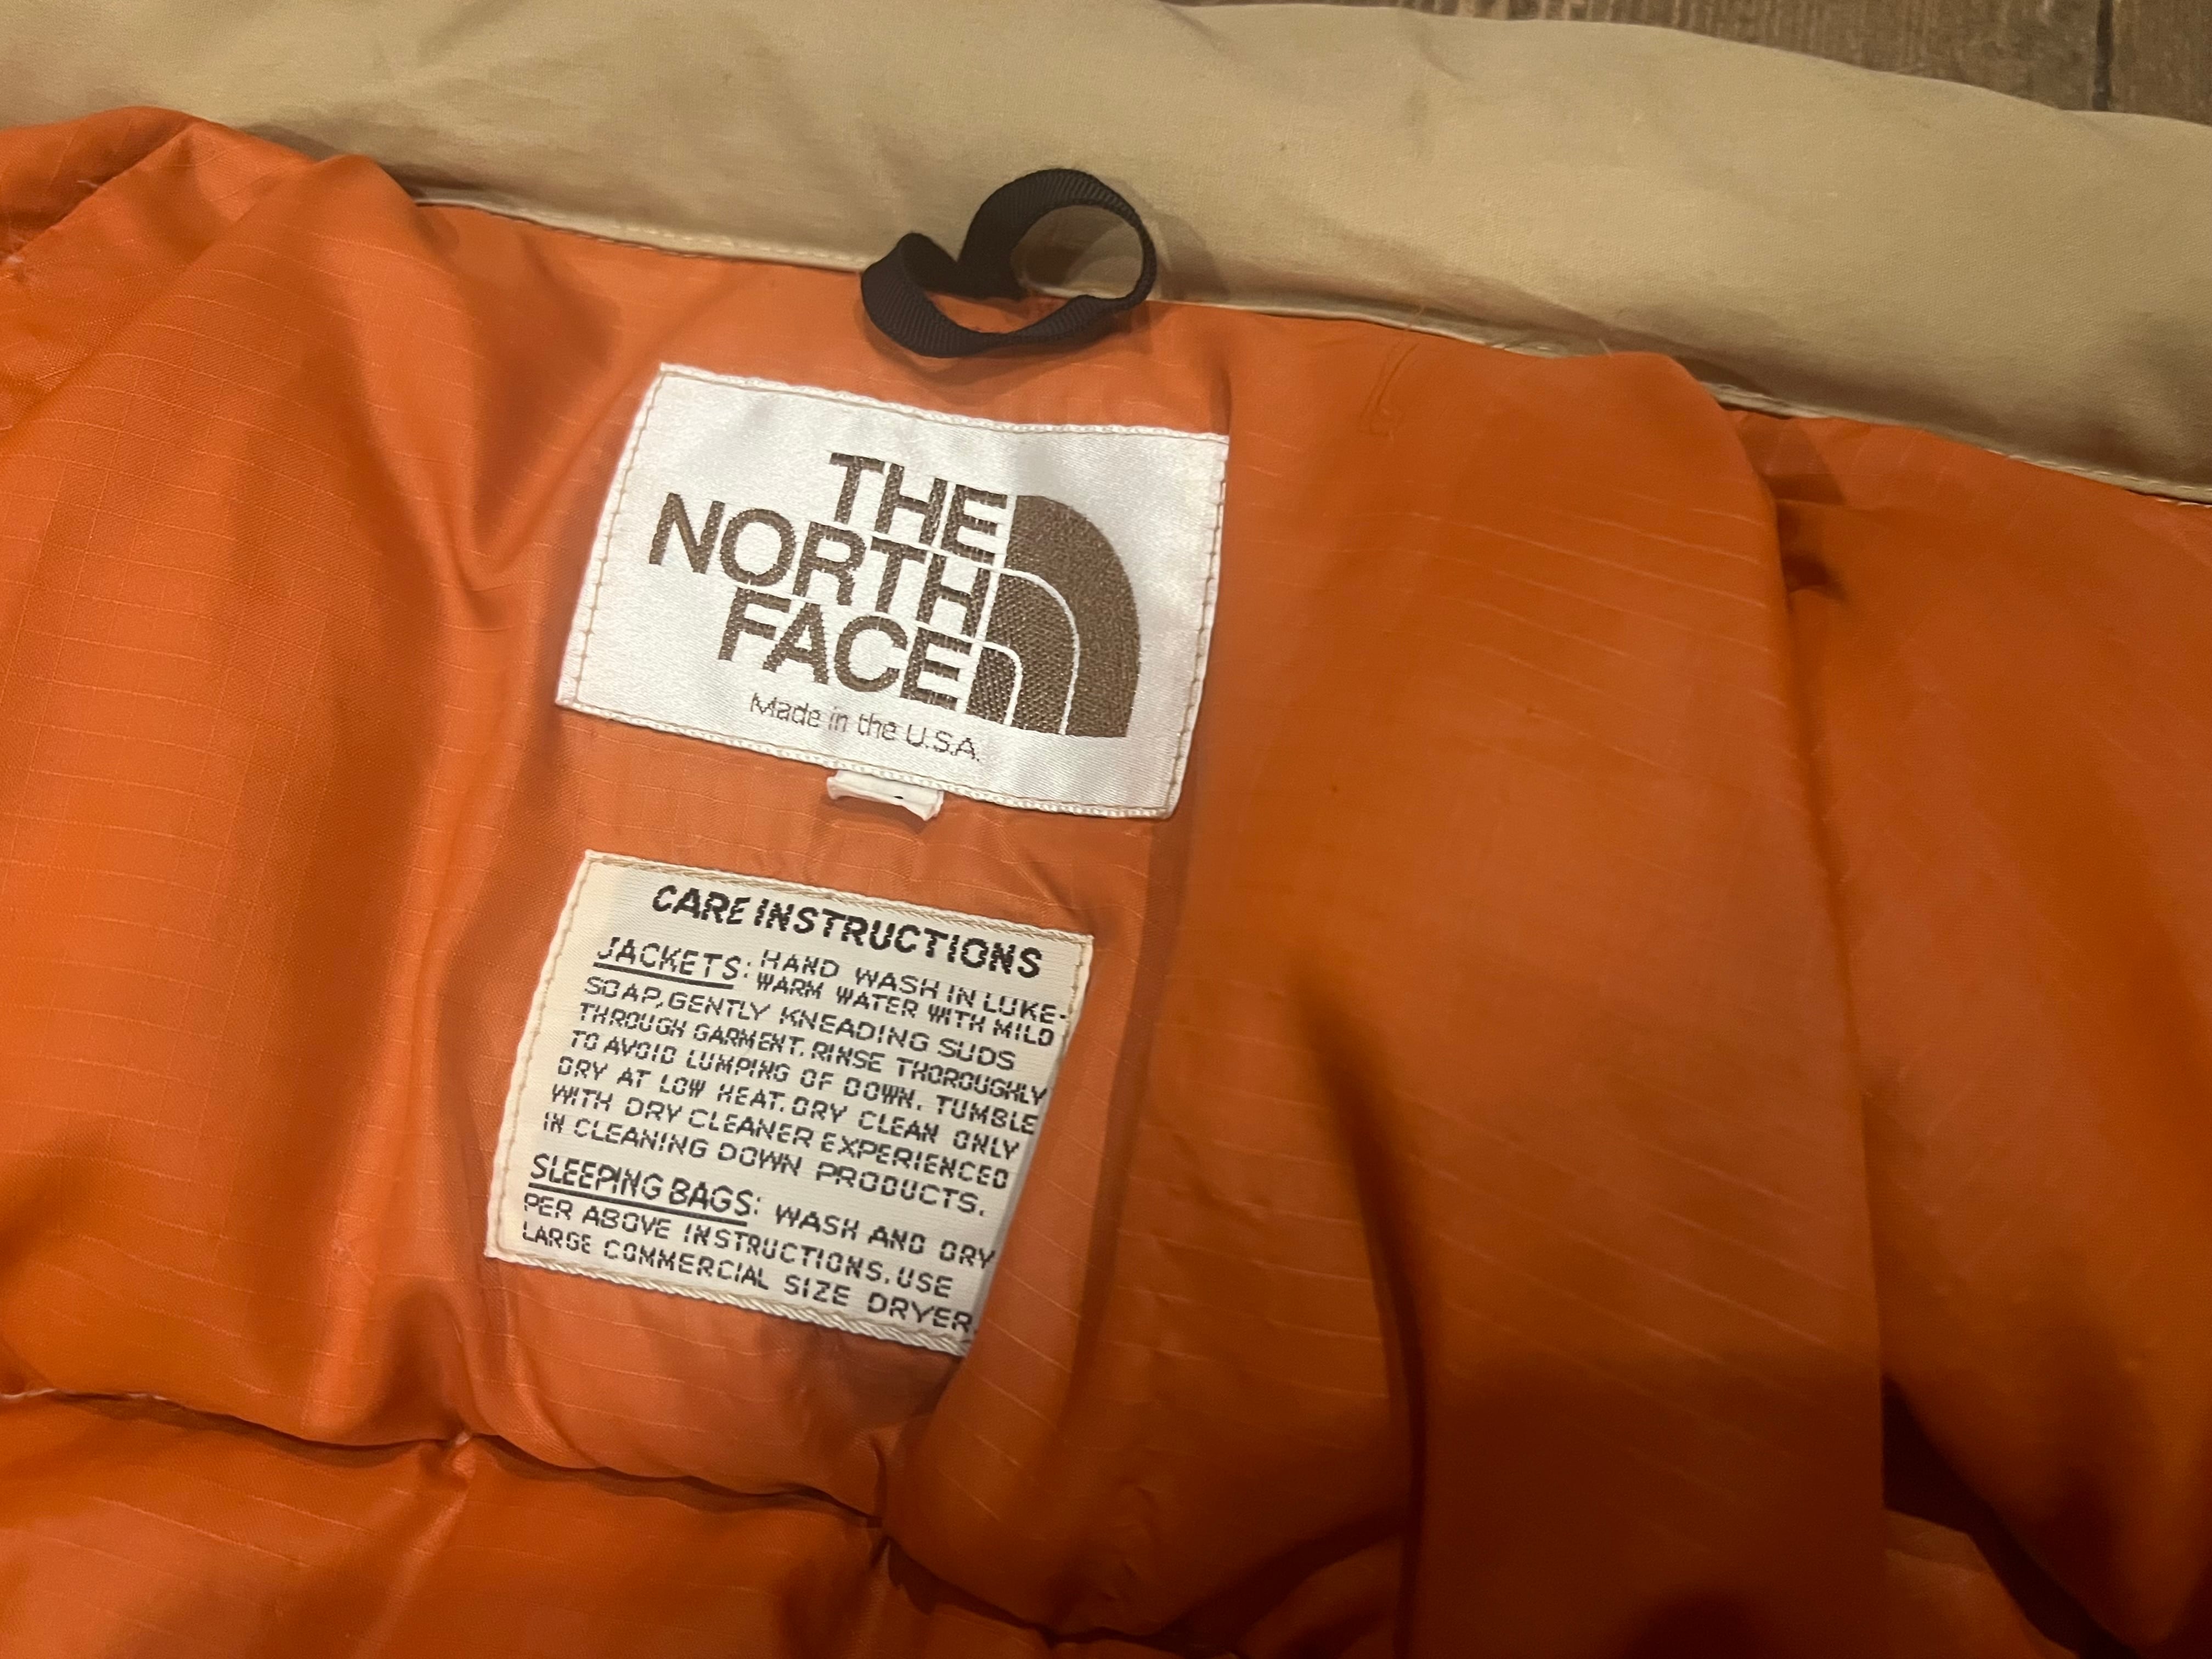 THE
NORTH
FACE
Made in the U.S.A.
CARE INSTRUCTIONS
JACKETS: HAND WASH IN LUKE-
WARM WATER WITH MILD
SOAP, GENTLY KNEADING SUDS
THROUGH GARMENT. RINSE THOROUGHLY
TO AVOID LUMPING OF DOWN. TUMBLE
DRY AT LOW HEAT. DRY CLEAN ONLY
WITH DRY CLEANER EXPERIENCED
IN CLEANING DOWN PRODUCTS.
SLEEPING BAGS: WASH AND DRY
PER ABOVE INSTRUCTIONS. USE
LARGE COMMERCIAL SIZE DRYER.